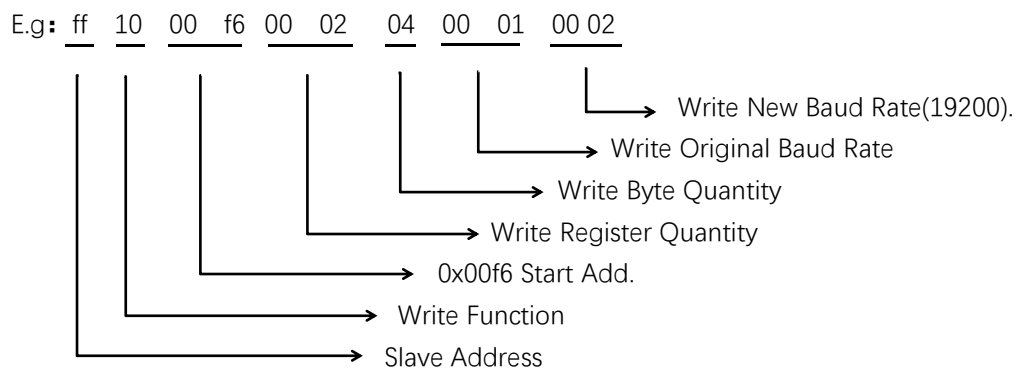 E.g: ff 10 00 f6 00 02 04 00 01 00 02
Write New Baud Rate(19200).
Write Original Baud Rate
Write Byte Quantity
Write Register Quantity
0x00f6 Start Add.
Write Function
Slave Address